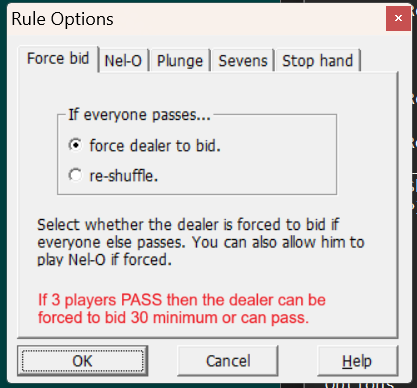 Rule Options
Force bid Nel-O Plunge Sevens Stop hand
If everyone passes...
force dealer to bid.
re-shuffle.
Select whether the dealer is forced to bid if
everyone else passes. You can also allow him to
play Nel-O if forced.
If 3 players PASS then the dealer can be
forced to bid 30 minimum or can pass.
OK Cancel Help